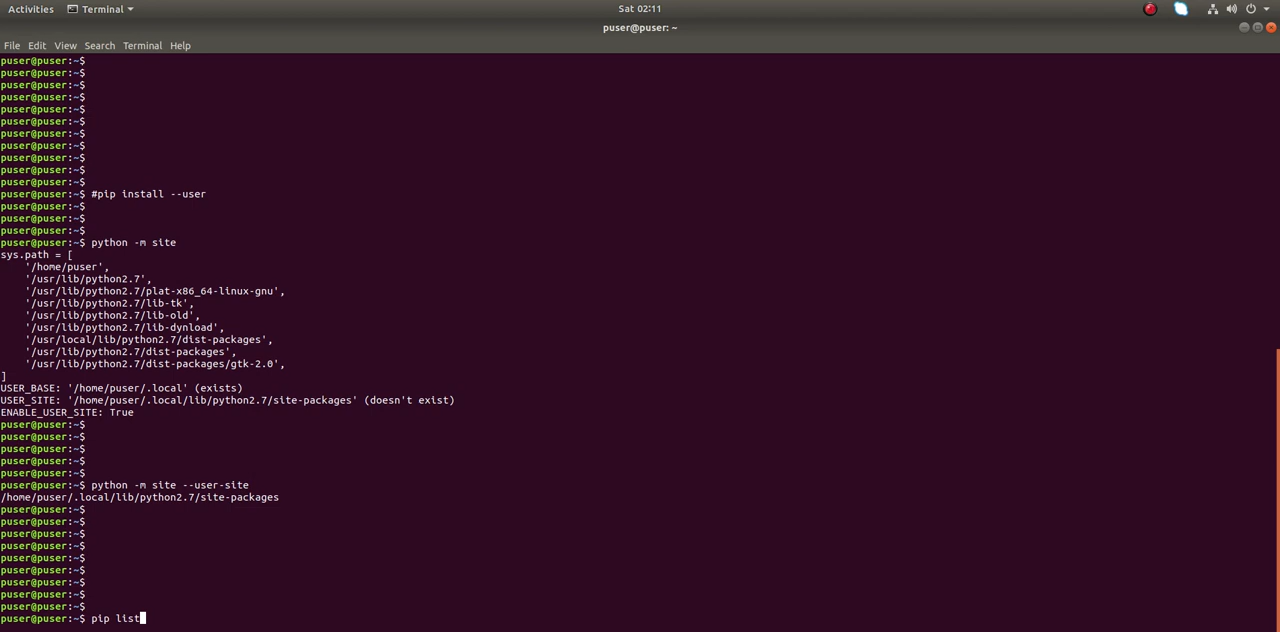 Activities Terminal Sat 02:11
puser@puser: ~
File Edit View Search Terminal Help
puser@puser:~$
puser@puser:~$
puser@puser:~$
puser@puser:~$
puser@puser:~$
puser@puser:~$
puser@puser:~$
puser@puser:~$
puser@puser:~$
puser@puser:~$
puser@puser:~$
puser@puser:~$ #pip install --user
puser@puser:~$
puser@puser:~$
puser@puser:~$
puser@puser:~$ python -m site
sys.path = [
    '/home/puser',
    '/usr/lib/python2.7',
    '/usr/lib/python2.7/plat-x86_64-linux-gnu',
    '/usr/lib/python2.7/lib-tk',
    '/usr/lib/python2.7/lib-old',
    '/usr/lib/python2.7/lib-dynload',
    '/usr/local/lib/python2.7/dist-packages',
    '/usr/lib/python2.7/dist-packages',
    '/usr/lib/python2.7/dist-packages/gtk-2.0',
]
USER_BASE: '/home/puser/.local' (exists)
USER_SITE: '/home/puser/.local/lib/python2.7/site-packages' (doesn't exist)
ENABLE_USER_SITE: True
puser@puser:~$
puser@puser:~$
puser@puser:~$
puser@puser:~$
puser@puser:~$
puser@puser:~$ python -m site --user-site
/home/puser/.local/lib/python2.7/site-packages
puser@puser:~$
puser@puser:~$
puser@puser:~$
puser@puser:~$
puser@puser:~$
puser@puser:~$
puser@puser:~$
puser@puser:~$
puser@puser:~$
puser@puser:~$ pip list